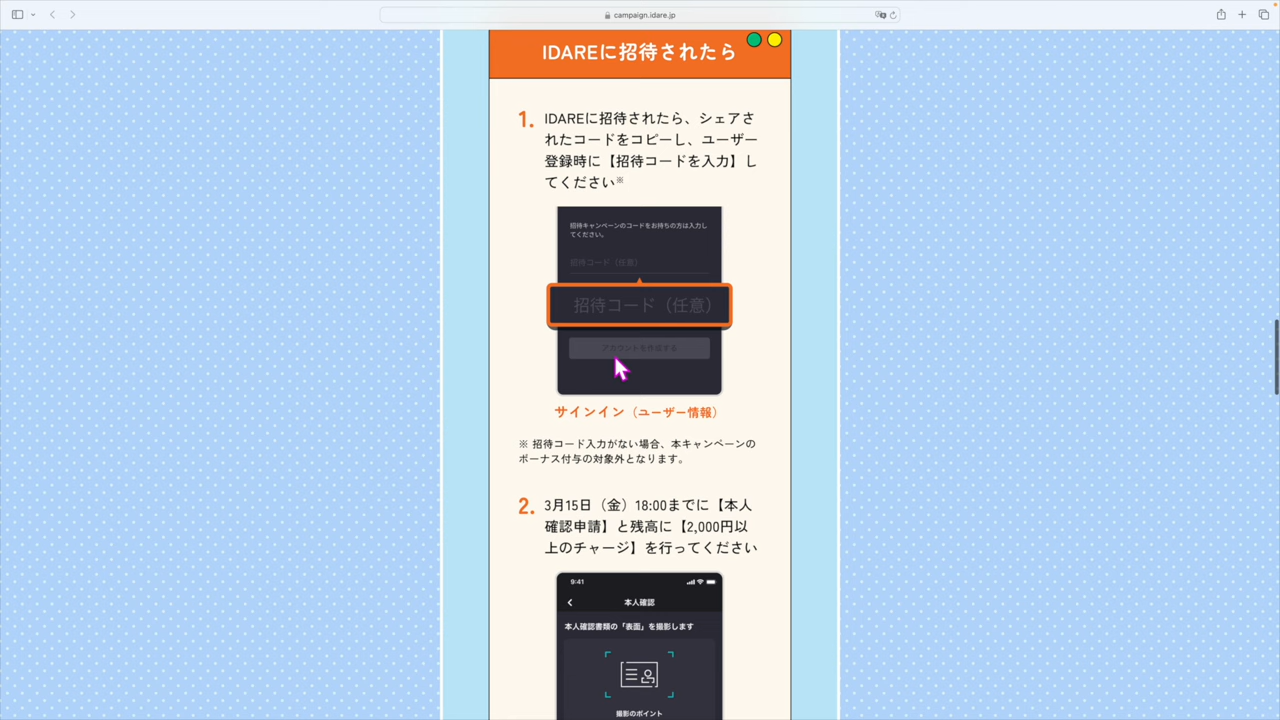 campaign.idare.jp
IDAREに招待されたら
1. IDAREに招待されたら、シェアさ
れたコードをコピーし、ユーザー
登録時に【招待コードを入力】し
てください※
招待キャンペーンのコードをお持ちの方は入力し
てください。
招待コード（任意）
招待コード（任意）
アカウントを作成する
サインイン（ユーザー情報）
※ 招待コード入力がない場合、本キャンペーンの
ボーナス付与の対象外となります。
2. 3月15日（金）18:00までに【本人
確認申請】と残高に【2,000円以
上のチャージ】を行ってください
9:41
本人確認
本人確認書類の「表面」を撮影します
撮影のポイント